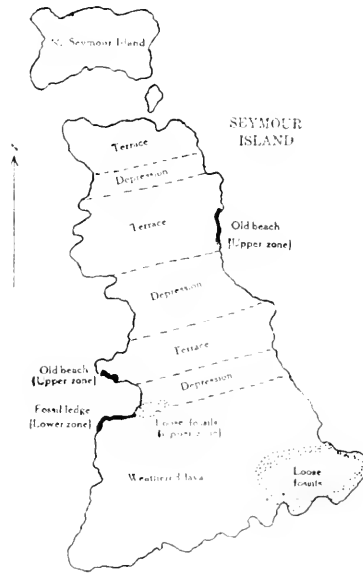 N. Seymour Island
SEYMOUR
ISLAND
Terrace
Depression
Terrace
Old beach
(Upper zone)
Depression
Terrace
Old beach
(Upper zone)
Depression
Fossil ledge
(Lower zone)
Loose fossils
Weathered lava
Loose
fossils